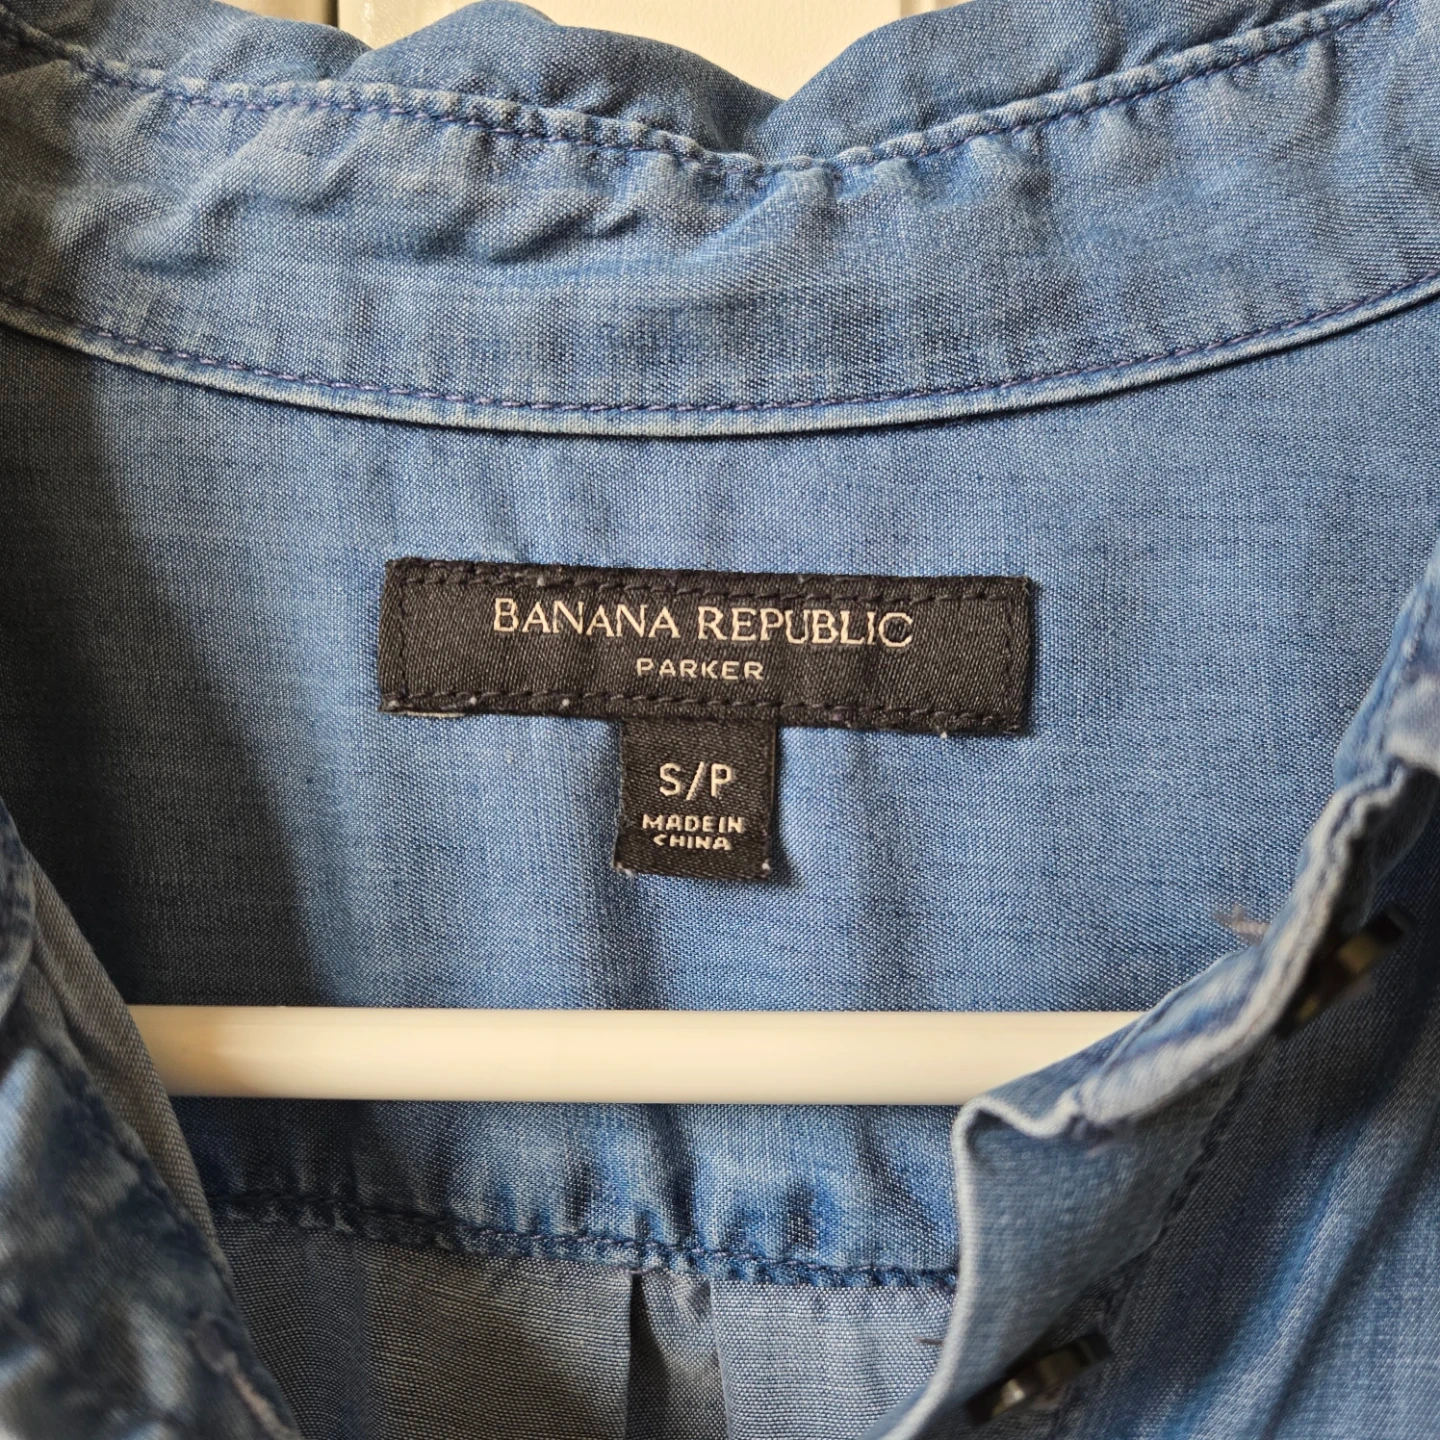 BANANA REPUBLIC
PARKER
S/P
MADE IN
CHINA